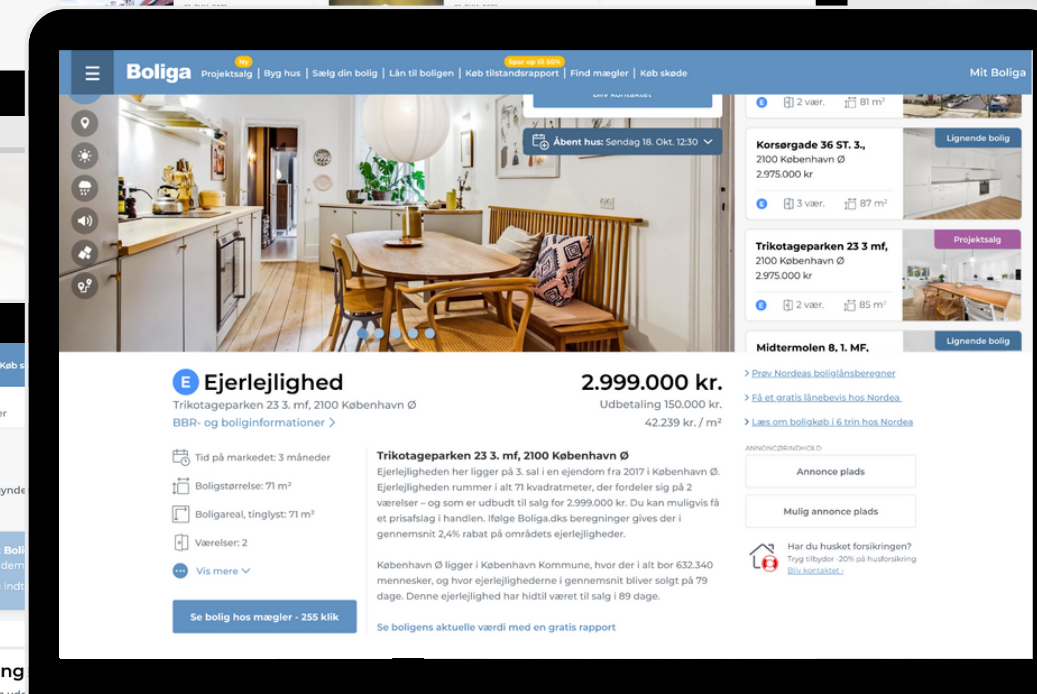 Boliga
Ny
Projektsalg | Byg hus | Sælg din bolig | Lån til boligen | Køb tilstandsrapport | Find mægler | Køb skøde
Spar op til 50%
Mit Boliga
Bliv kontaktet
Åbent hus: Søndag 18. Okt. 12:30
E 2 vær. 81 m²
Korsørgade 36 ST. 3.,
2100 København Ø
2.975.000 kr
E 3 vær. 87 m²
Lignende bolig
Trikotageparken 23 3 mf,
2100 København Ø
2.975.000 kr
E 2 vær. 85 m²
Projektsalg
Midtermolen 8, 1. MF,
Lignende bolig
E Ejerlejlighed
Trikotageparken 23 3. mf, 2100 København Ø
BBR- og boliginformationer >
2.999.000 kr.
Udbetaling 150.000 kr.
42.239 kr. / m²
Tid på markedet: 3 måneder
Boligstørrelse: 71 m²
Boligareal, tinglyst: 71 m²
Værelser: 2
Vis mere
Se bolig hos mægler - 255 klik
Trikotageparken 23 3. mf, 2100 København Ø
Ejerlejligheden her ligger på 3. sal i en ejendom fra 2017 i København Ø.
Ejerlejligheden rummer i alt 71 kvadratmeter, der fordeler sig på 2
værelser – og som er udbudt til salg for 2.999.000 kr. Du kan muligvis få
et prisafslag i handlen. Ifølge Boliga.dks beregninger gives der i
gennemsnit 2,4% rabat på områdets ejerlejligheder.
København Ø ligger i København Kommune, hvor der i alt bor 632.340
mennesker, og hvor ejerlejlighederne i gennemsnit bliver solgt på 79
dage. Denne ejerlejlighed har hidtil været til salg i 89 dage.
Se boligens aktuelle værdi med en gratis rapport
> Prøv Nordeas boliglånsberegner
> Få et gratis lånebevis hos Nordea
> Læs om boligkøb i 6 trin hos Nordea
ANNONCØRINDHOLD
Annonce plads
Mulig annonce plads
Har du husket forsikringen?
Tryg tilbyder -20% på husforsikring
Bliv kontaktet ›